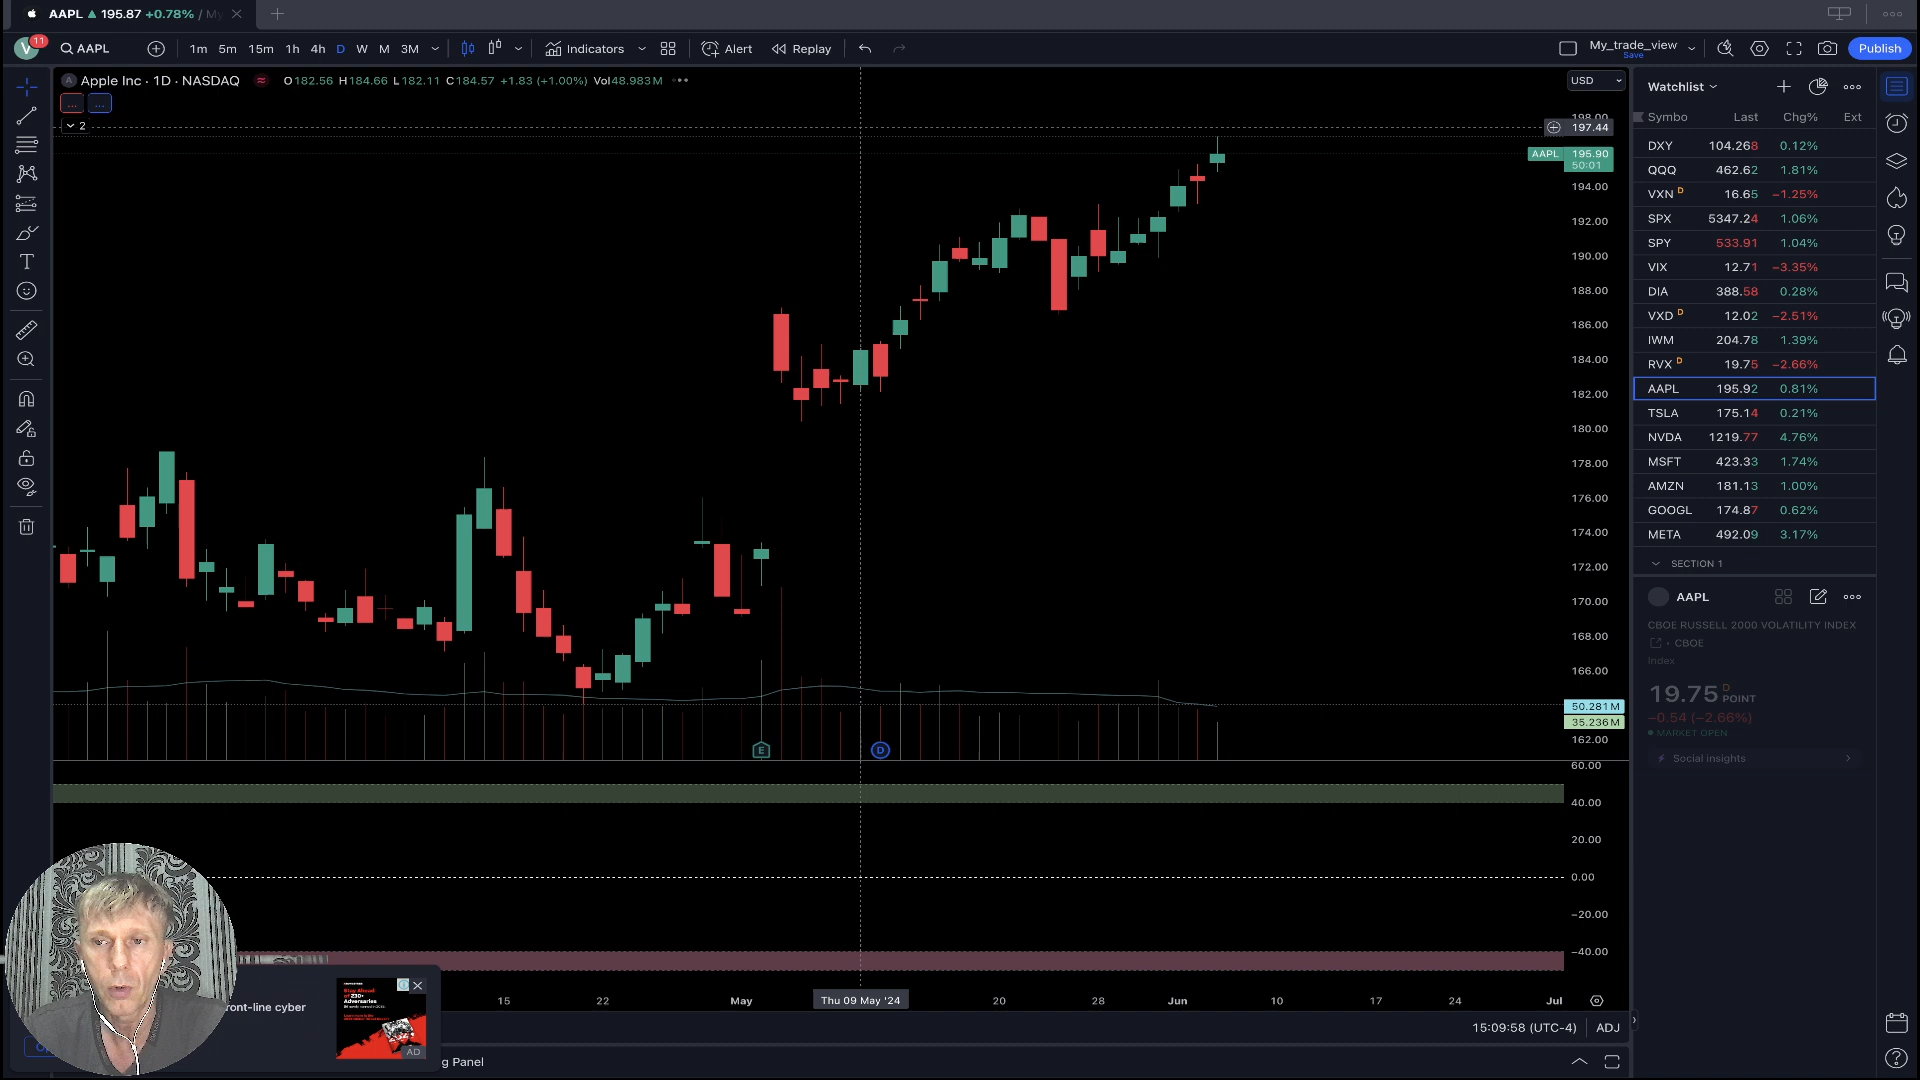 AAPL ▲ 195.87 +0.78% / My
V 11 AAPL 1m 5m 15m 1h 4h D W M 3M Indicators Alert Replay My_trade_view Save Publish
A Apple Inc · 1D · NASDAQ O182.56 H184.66 L182.11 C184.57 +1.83 (+1.00%) Vol48.983M •••
USD
... ...
2
198.00
197.44
AAPL 195.90
50:01
194.00
192.00
190.00
188.00
186.00
184.00
182.00
180.00
178.00
176.00
174.00
172.00
170.00
168.00
166.00
50.281M
35.236M
162.00
E D
60.00
40.00
20.00
0.00
−20.00
−40.00
15 22 May Thu 09 May '24 20 28 Jun 10 17 24 Jul
15:09:58 (UTC-4) ADJ
g Panel
ront-line cyber
Stay Ahead
of 230+
Adversaries
AD
Watchlist
Symbo Last Chg% Ext
DXY 104.268 0.12%
QQQ 462.62 1.81%
VXN D 16.65 −1.25%
SPX 5347.24 1.06%
SPY 533.91 1.04%
VIX 12.71 −3.35%
DIA 388.58 0.28%
VXD D 12.02 −2.51%
IWM 204.78 1.39%
RVX D 19.75 −2.66%
AAPL 195.92 0.81%
TSLA 175.14 0.21%
NVDA 1219.77 4.76%
MSFT 423.33 1.74%
AMZN 181.13 1.00%
GOOGL 174.87 0.62%
META 492.09 3.17%
SECTION 1
AAPL
CBOE RUSSELL 2000 VOLATILITY INDEX
• CBOE
Index
19.75 D POINT
−0.54 (−2.66%)
MARKET OPEN
Social insights